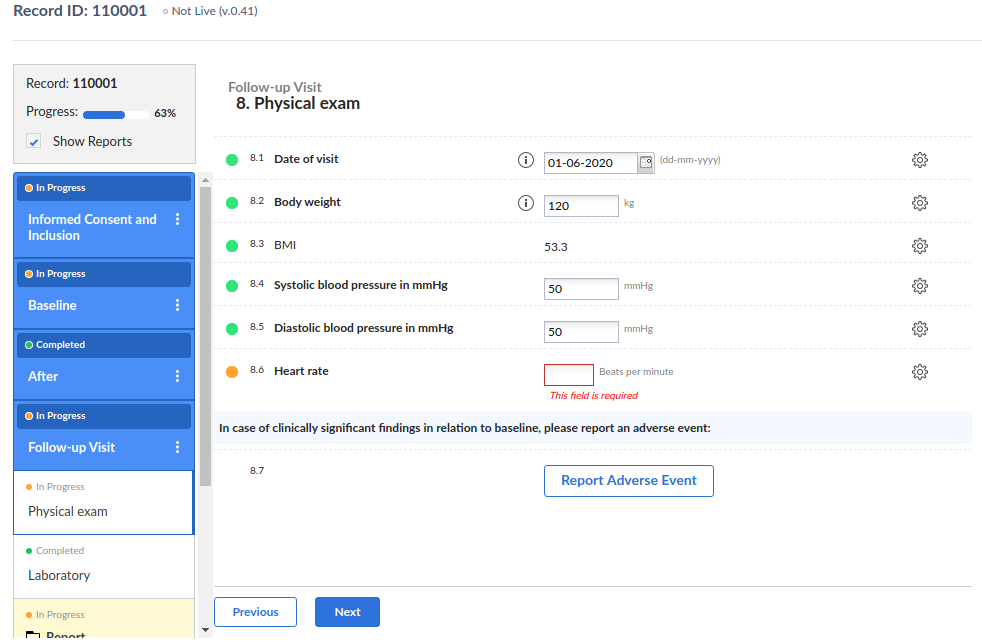 Record ID: 110001 Not Live (v.0.41)
Record: 110001
Progress: 63%
Show Reports
In Progress
Informed Consent and
Inclusion
In Progress
Baseline
Completed
After
In Progress
Follow-up Visit
In Progress
Physical exam
Completed
Laboratory
In Progress
Report
Follow-up Visit
8. Physical exam
8.1 Date of visit 01-06-2020 (dd-mm-yyyy)
8.2 Body weight 120 kg
8.3 BMI 53.3
8.4 Systolic blood pressure in mmHg 50 mmHg
8.5 Diastolic blood pressure in mmHg 50 mmHg
8.6 Heart rate Beats per minute
This field is required
In case of clinically significant findings in relation to baseline, please report an adverse event:
8.7 Report Adverse Event
Previous Next